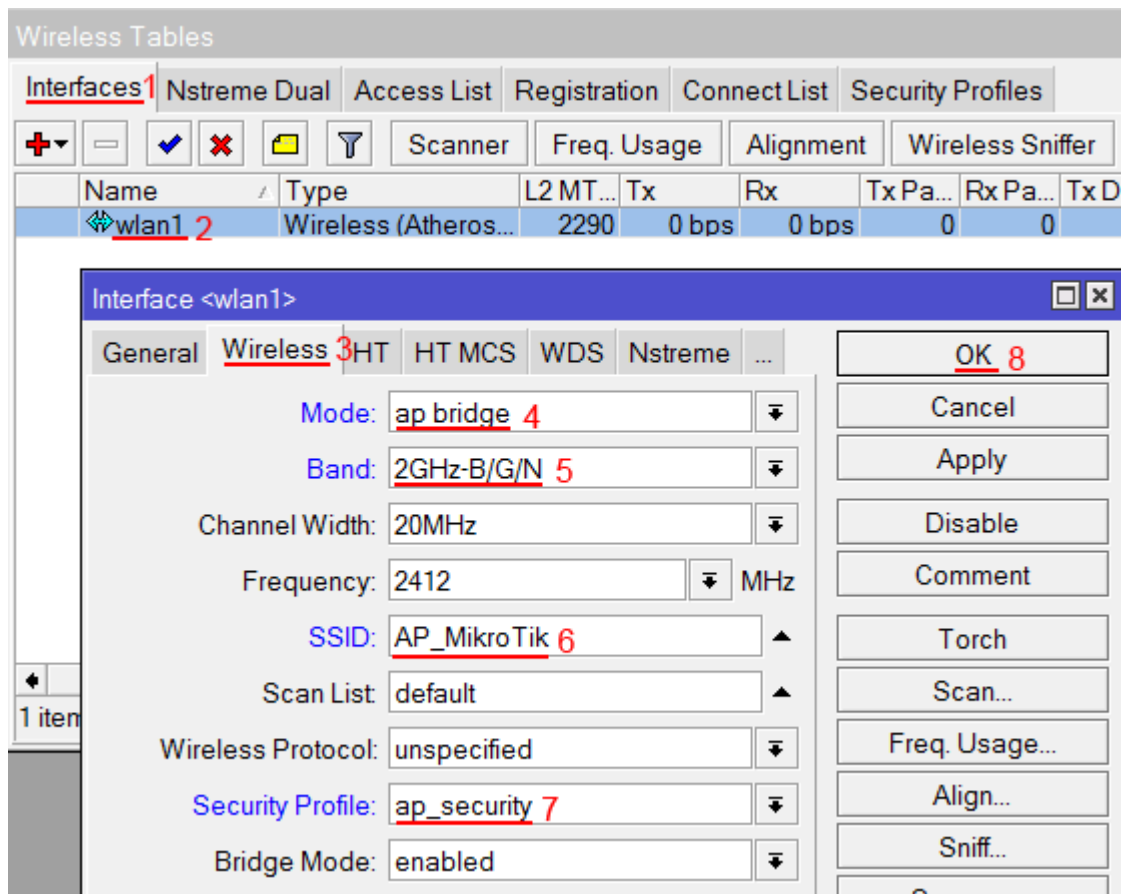 Wireless Tables
Interfaces 1 Nstreme Dual Access List Registration Connect List Security Profiles
Scanner Freq. Usage Alignment Wireless Sniffer
Name Type L2 MT... Tx Rx Tx Pa... Rx Pa... Tx D
wlan1 2 Wireless (Atheros... 2290 0 bps 0 bps 0 0
Interface <wlan1>
General Wireless 3 HT HT MCS WDS Nstreme ...
OK 8
Mode: ap bridge 4
Cancel
Band: 2GHz-B/G/N 5
Apply
Channel Width: 20MHz
Disable
Frequency: 2412 MHz
Comment
SSID: AP_MikroTik 6
Torch
Scan List: default
Scan...
1 item
Wireless Protocol: unspecified
Freq. Usage...
Security Profile: ap_security 7
Align...
Bridge Mode: enabled
Sniff...